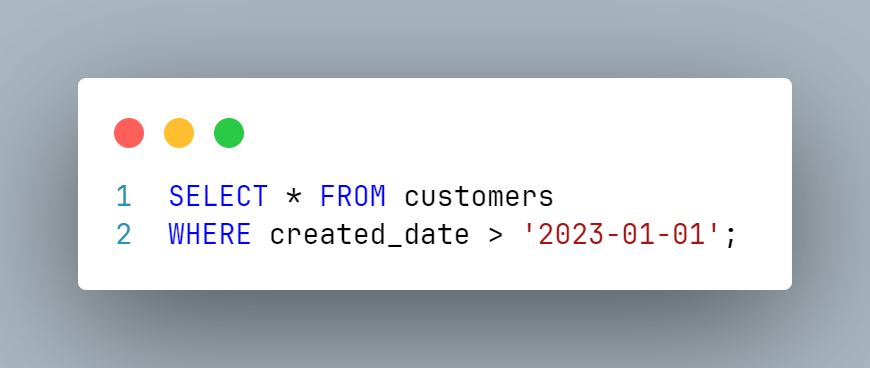 1 SELECT * FROM customers
2 WHERE created_date > '2023-01-01';